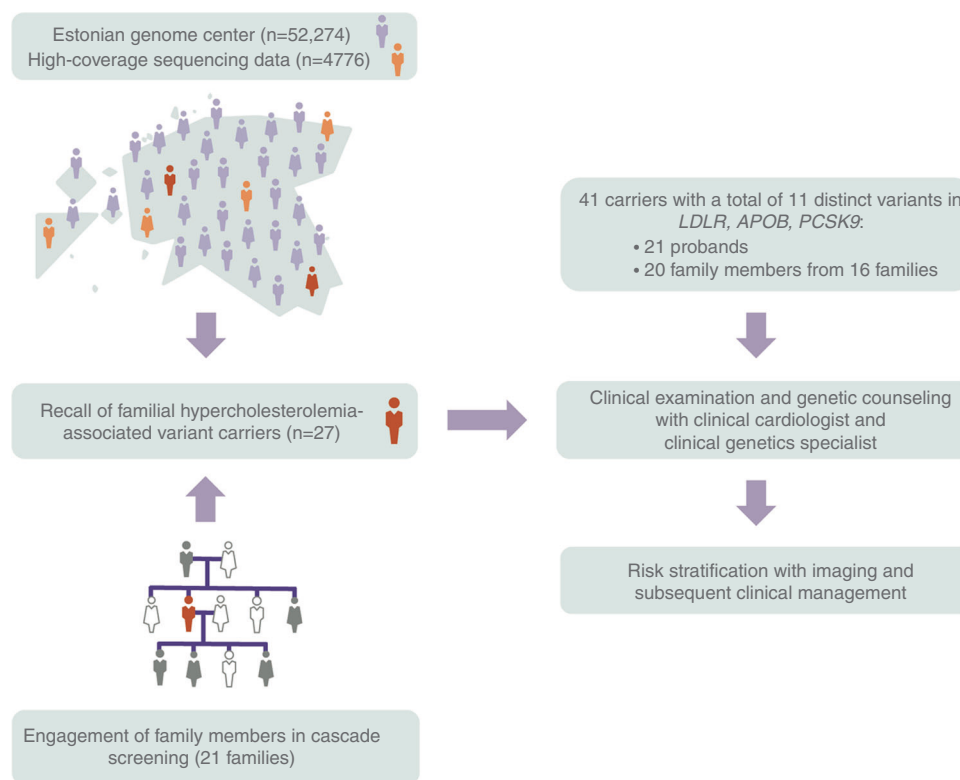 Estonian genome center (n=52,274)
High-coverage sequencing data (n=4776)
Recall of familial hypercholesterolemia-
associated variant carriers (n=27)
Engagement of family members in cascade
screening (21 families)
41 carriers with a total of 11 distinct variants in
LDLR, APOB, PCSK9:
• 21 probands
• 20 family members from 16 families
Clinical examination and genetic counseling
with clinical cardiologist and
clinical genetics specialist
Risk stratification with imaging and
subsequent clinical management